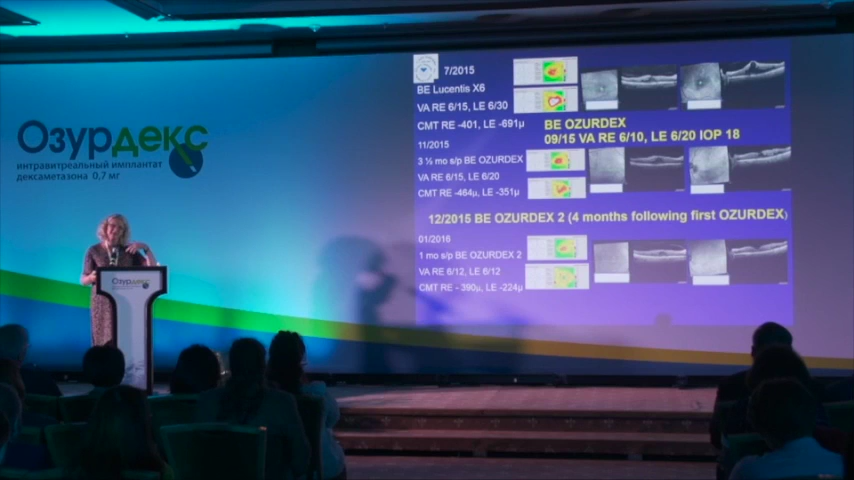 Озурдекс
интравитреальный имплантат
дексаметазона 0,7 мг
Озурдекс
7/2015
BE Lucentis X6
VA RE 6/15, LE 6/30
CMT RE -401, LE -691µ
BE OZURDEX
09/15 VA RE 6/10, LE 6/20 IOP 18
11/2015
3 ½ mo s/p BE OZURDEX
VA RE 6/15, LE 6/20
CMT RE -464µ, LE -351µ
12/2015 BE OZURDEX 2 (4 months following first OZURDEX)
01/2016
1 mo s/p BE OZURDEX 2
VA RE 6/12, LE 6/12
CMT RE - 390µ, LE -224µ